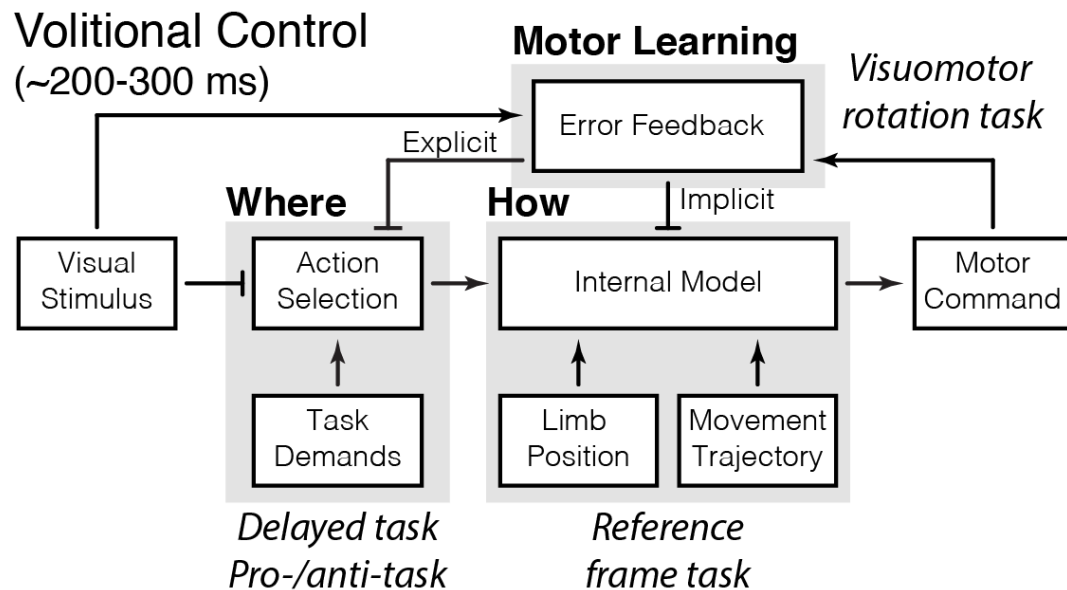 Volitional Control
(~200-300 ms)
Motor Learning
Visuomotor
rotation task
Error Feedback
Explicit
Implicit
Where
How
Visual
Stimulus
Action
Selection
Internal Model
Motor
Command
Task
Demands
Limb
Position
Movement
Trajectory
Delayed task
Pro-/anti-task
Reference
frame task